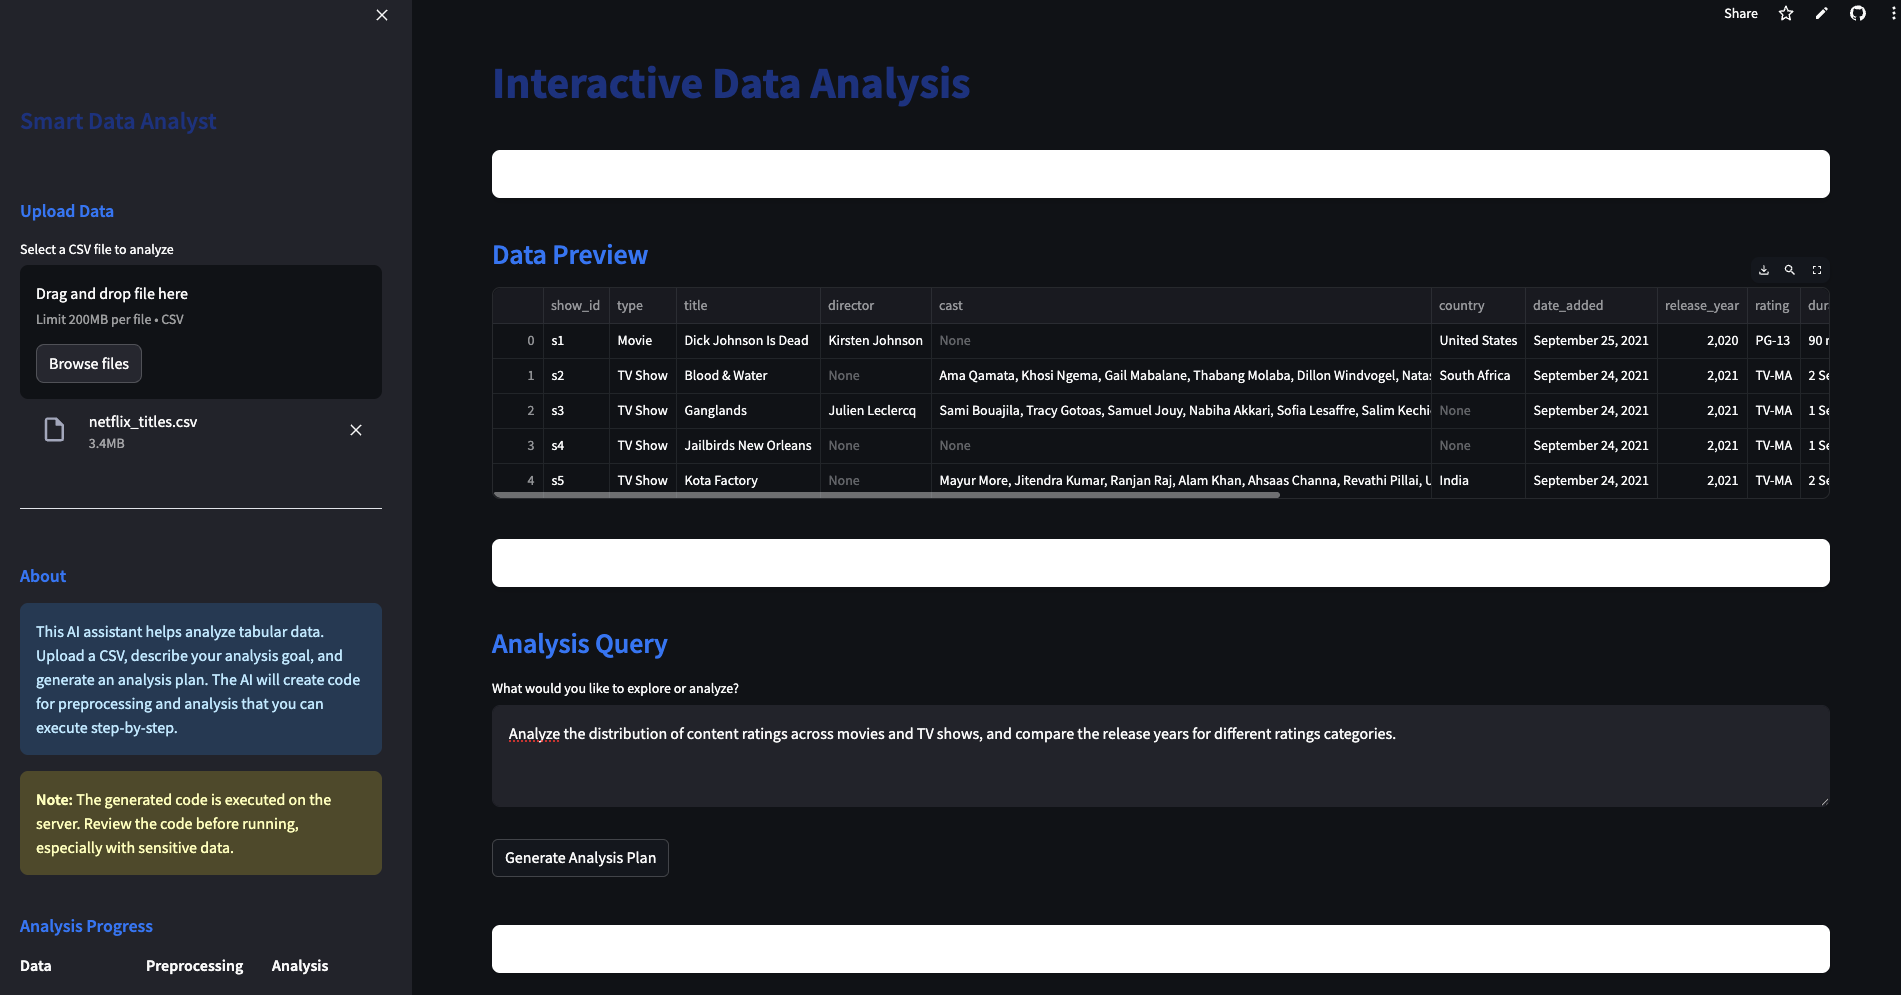 Share
Smart Data Analyst
Upload Data
Select a CSV file to analyze
Drag and drop file here
Limit 200MB per file • CSV
Browse files
netflix_titles.csv
3.4MB
About
This AI assistant helps analyze tabular data.
Upload a CSV, describe your analysis goal, and
generate an analysis plan. The AI will create code
for preprocessing and analysis that you can
execute step-by-step.
Note: The generated code is executed on the
server. Review the code before running,
especially with sensitive data.
Analysis Progress
Data Preprocessing Analysis
Interactive Data Analysis
Data Preview
show_id type title director cast country date_added release_year rating dur
0 s1 Movie Dick Johnson Is Dead Kirsten Johnson None United States September 25, 2021 2,020 PG-13 90
1 s2 TV Show Blood & Water None Ama Qamata, Khosi Ngema, Gail Mabalane, Thabang Molaba, Dillon Windvogel, Natas South Africa September 24, 2021 2,021 TV-MA 2 Se
2 s3 TV Show Ganglands Julien Leclercq Sami Bouajila, Tracy Gotoas, Samuel Jouy, Nabiha Akkari, Sofia Lesaffre, Salim Kechi None September 24, 2021 2,021 TV-MA 1 Se
3 s4 TV Show Jailbirds New Orleans None None None September 24, 2021 2,021 TV-MA 1 Se
4 s5 TV Show Kota Factory None Mayur More, Jitendra Kumar, Ranjan Raj, Alam Khan, Ahsaas Channa, Revathi Pillai, U India September 24, 2021 2,021 TV-MA 2 Se
Analysis Query
What would you like to explore or analyze?
Analyze the distribution of content ratings across movies and TV shows, and compare the release years for different ratings categories.
Generate Analysis Plan